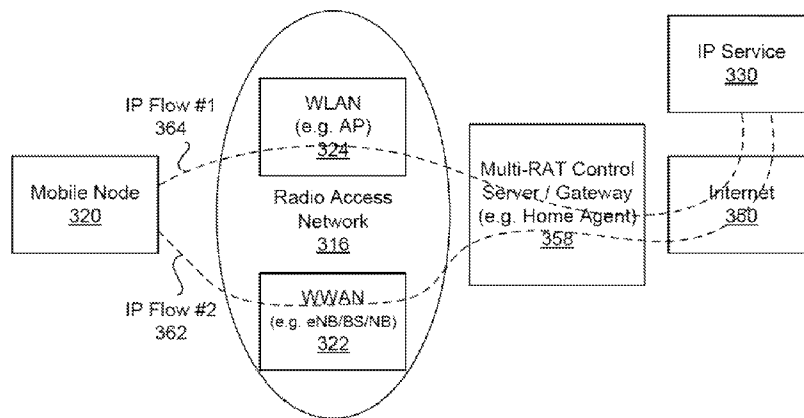 IP Service
330
IP Flow #1
364
WLAN
(e.g. AP)
324
Mobile Node
320
Radio Access
Network
316
Multi-RAT Control
Server / Gateway
(e.g. Home Agent)
358
Internet
360
IP Flow #2
362
WWAN
(e.g. eNB/BS/NB)
322